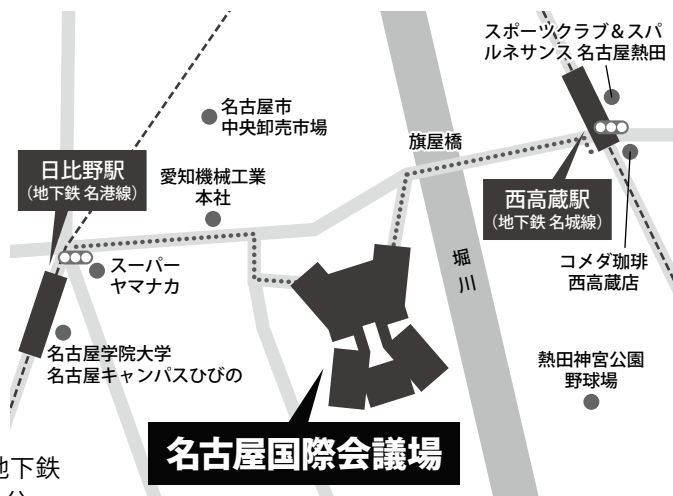 スポーツクラブ＆スパ
ルネサンス 名古屋熱田
名古屋市
中央卸売市場
旗屋橋
日比野駅
（地下鉄 名港線）
愛知機械工業
本社
西高蔵駅
（地下鉄 名城線）
スーパー
ヤマナカ
堀川
コメダ珈琲
西高蔵店
名古屋学院大学
名古屋キャンパスひびの
熱田神宮公園
野球場
名古屋国際会議場
地下鉄